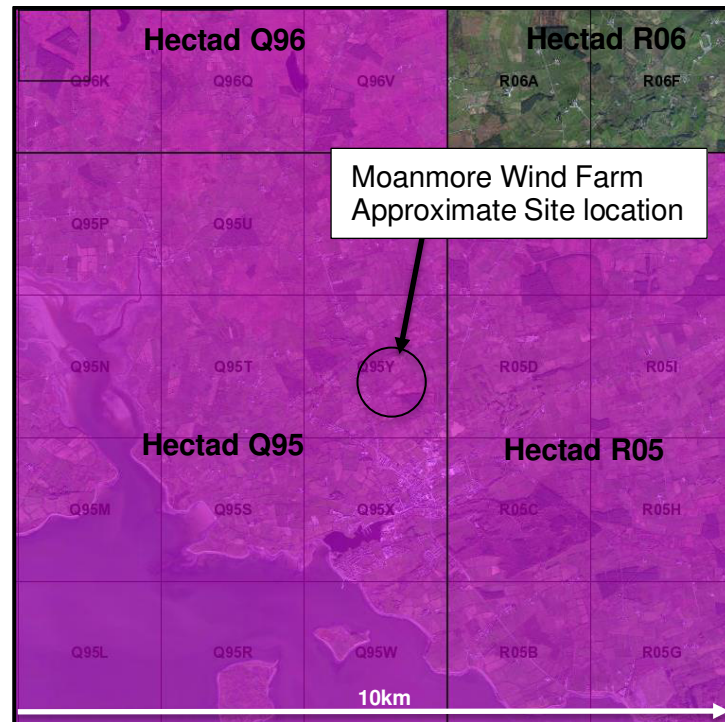 Hectad Q96
Hectad R06
Q96K
Q96Q
Q96V
R06A
R06F
Moanmore Wind Farm
Approximate Site location
Q95P
Q95U
Q95N
Q95T
Q95Y
R05D
R05I
Hectad Q95
Hectad R05
Q95M
Q95S
Q95X
R05C
R05H
Q95L
Q95R
Q95W
R05B
R05G
10km